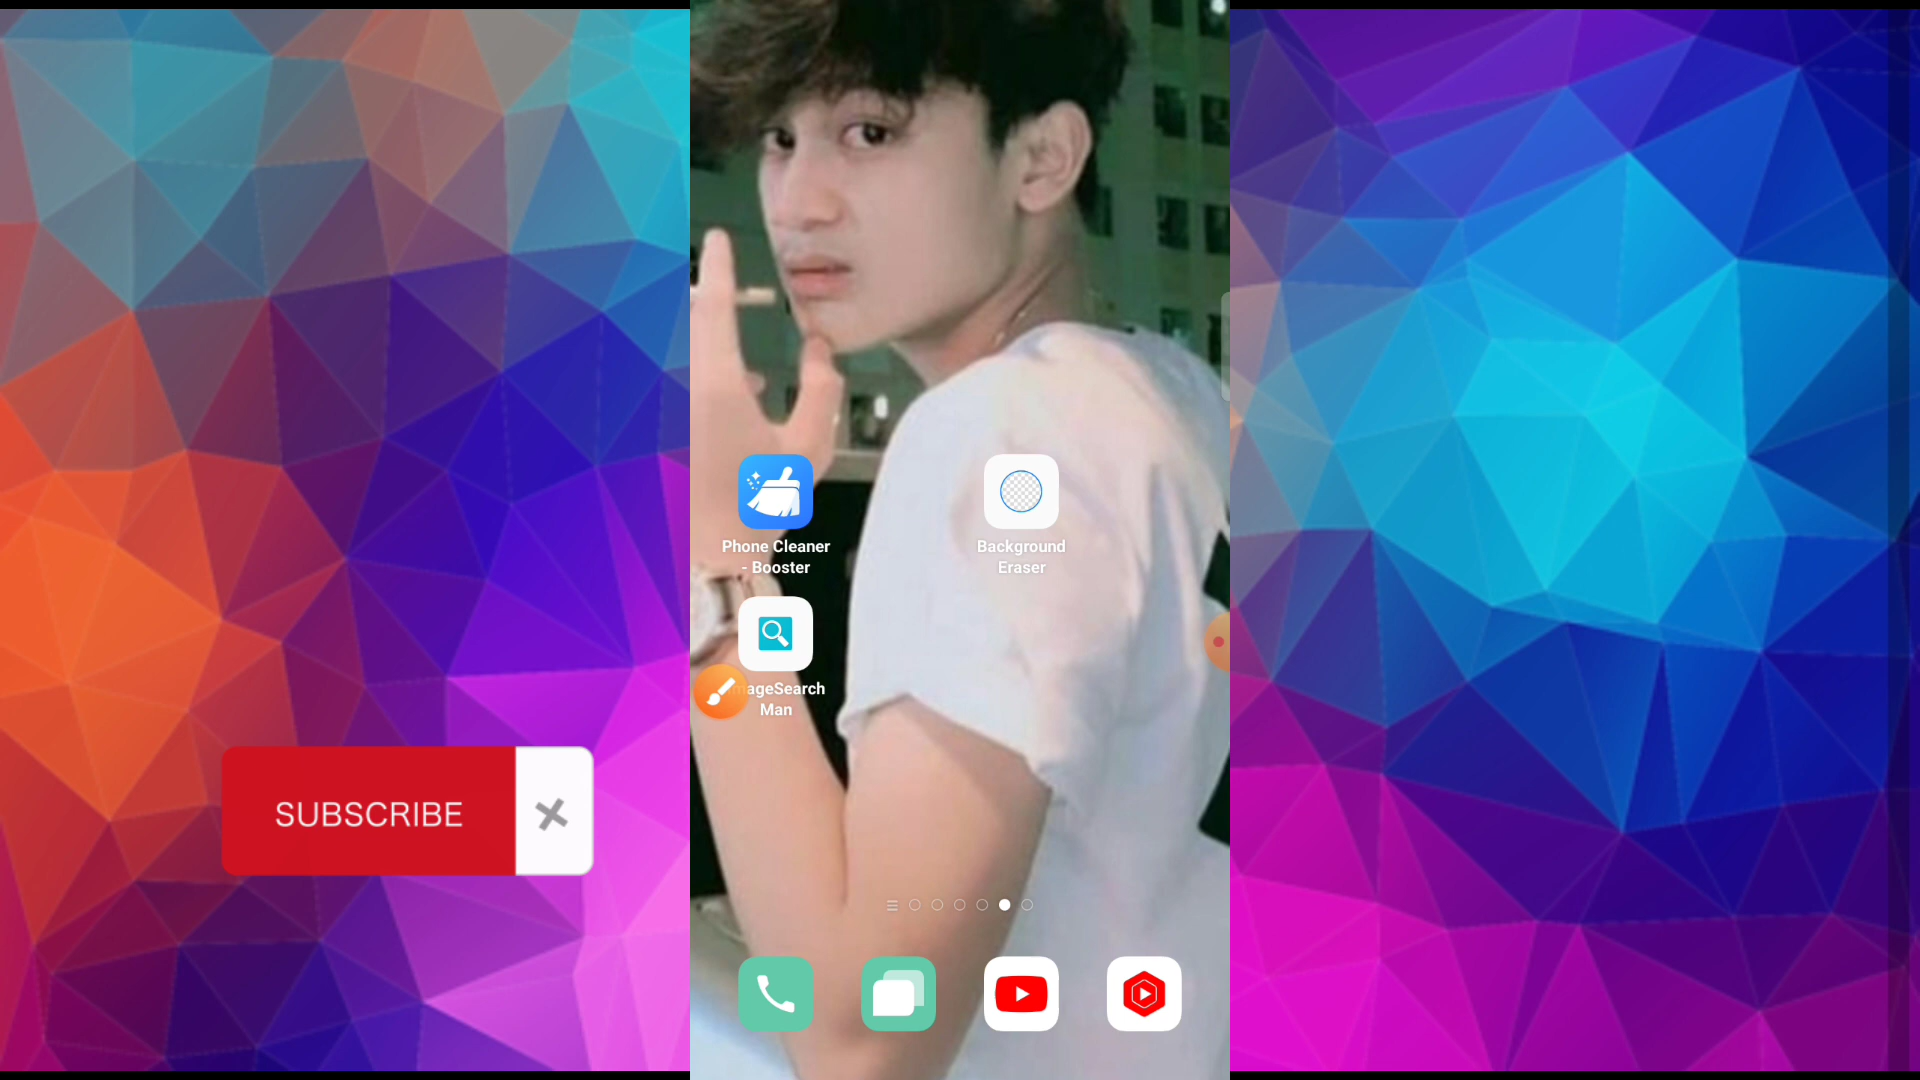 Phone Cleaner
- Booster
Background
Eraser
ageSearch
Man
SUBSCRIBE